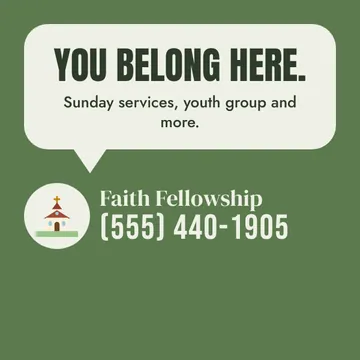 YOU BELONG HERE.
Sunday services, youth group and
more.
Faith Fellowship
(555) 440-1905